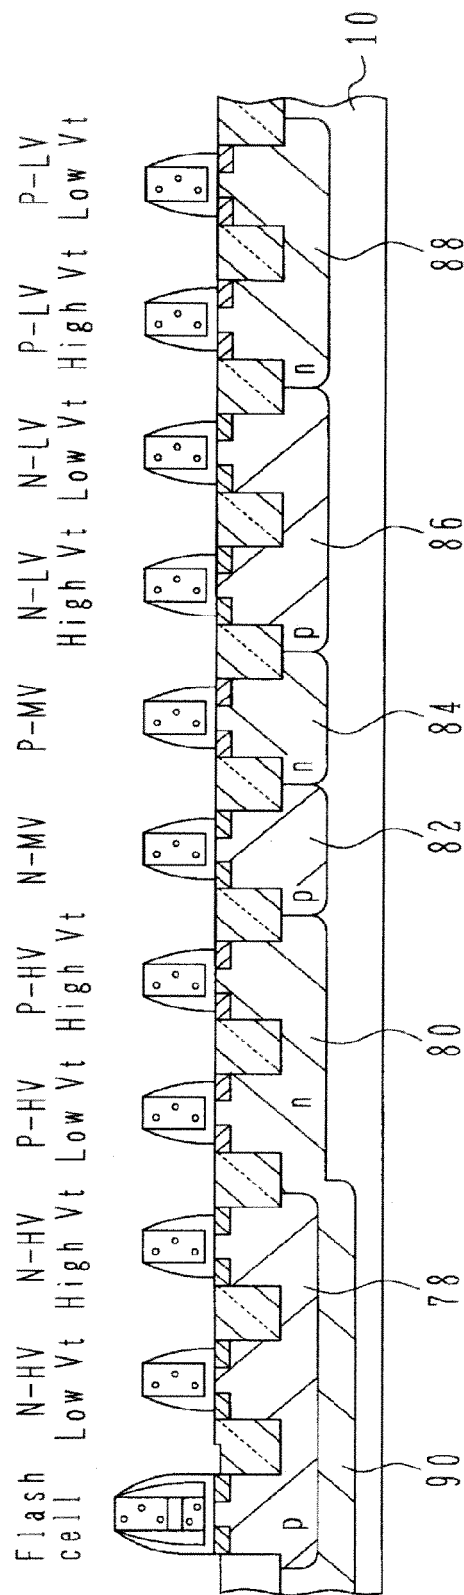 Flash
cell
N-HV
Low Vt
N-HV
High Vt
P-HV
Low Vt
P-HV
High Vt
N-MV
P-MV
N-LV
High Vt
N-LV
Low Vt
P-LV
High Vt
P-LV
Low Vt
p
n
p
n
p
n
90
78
80
82
84
86
88
10